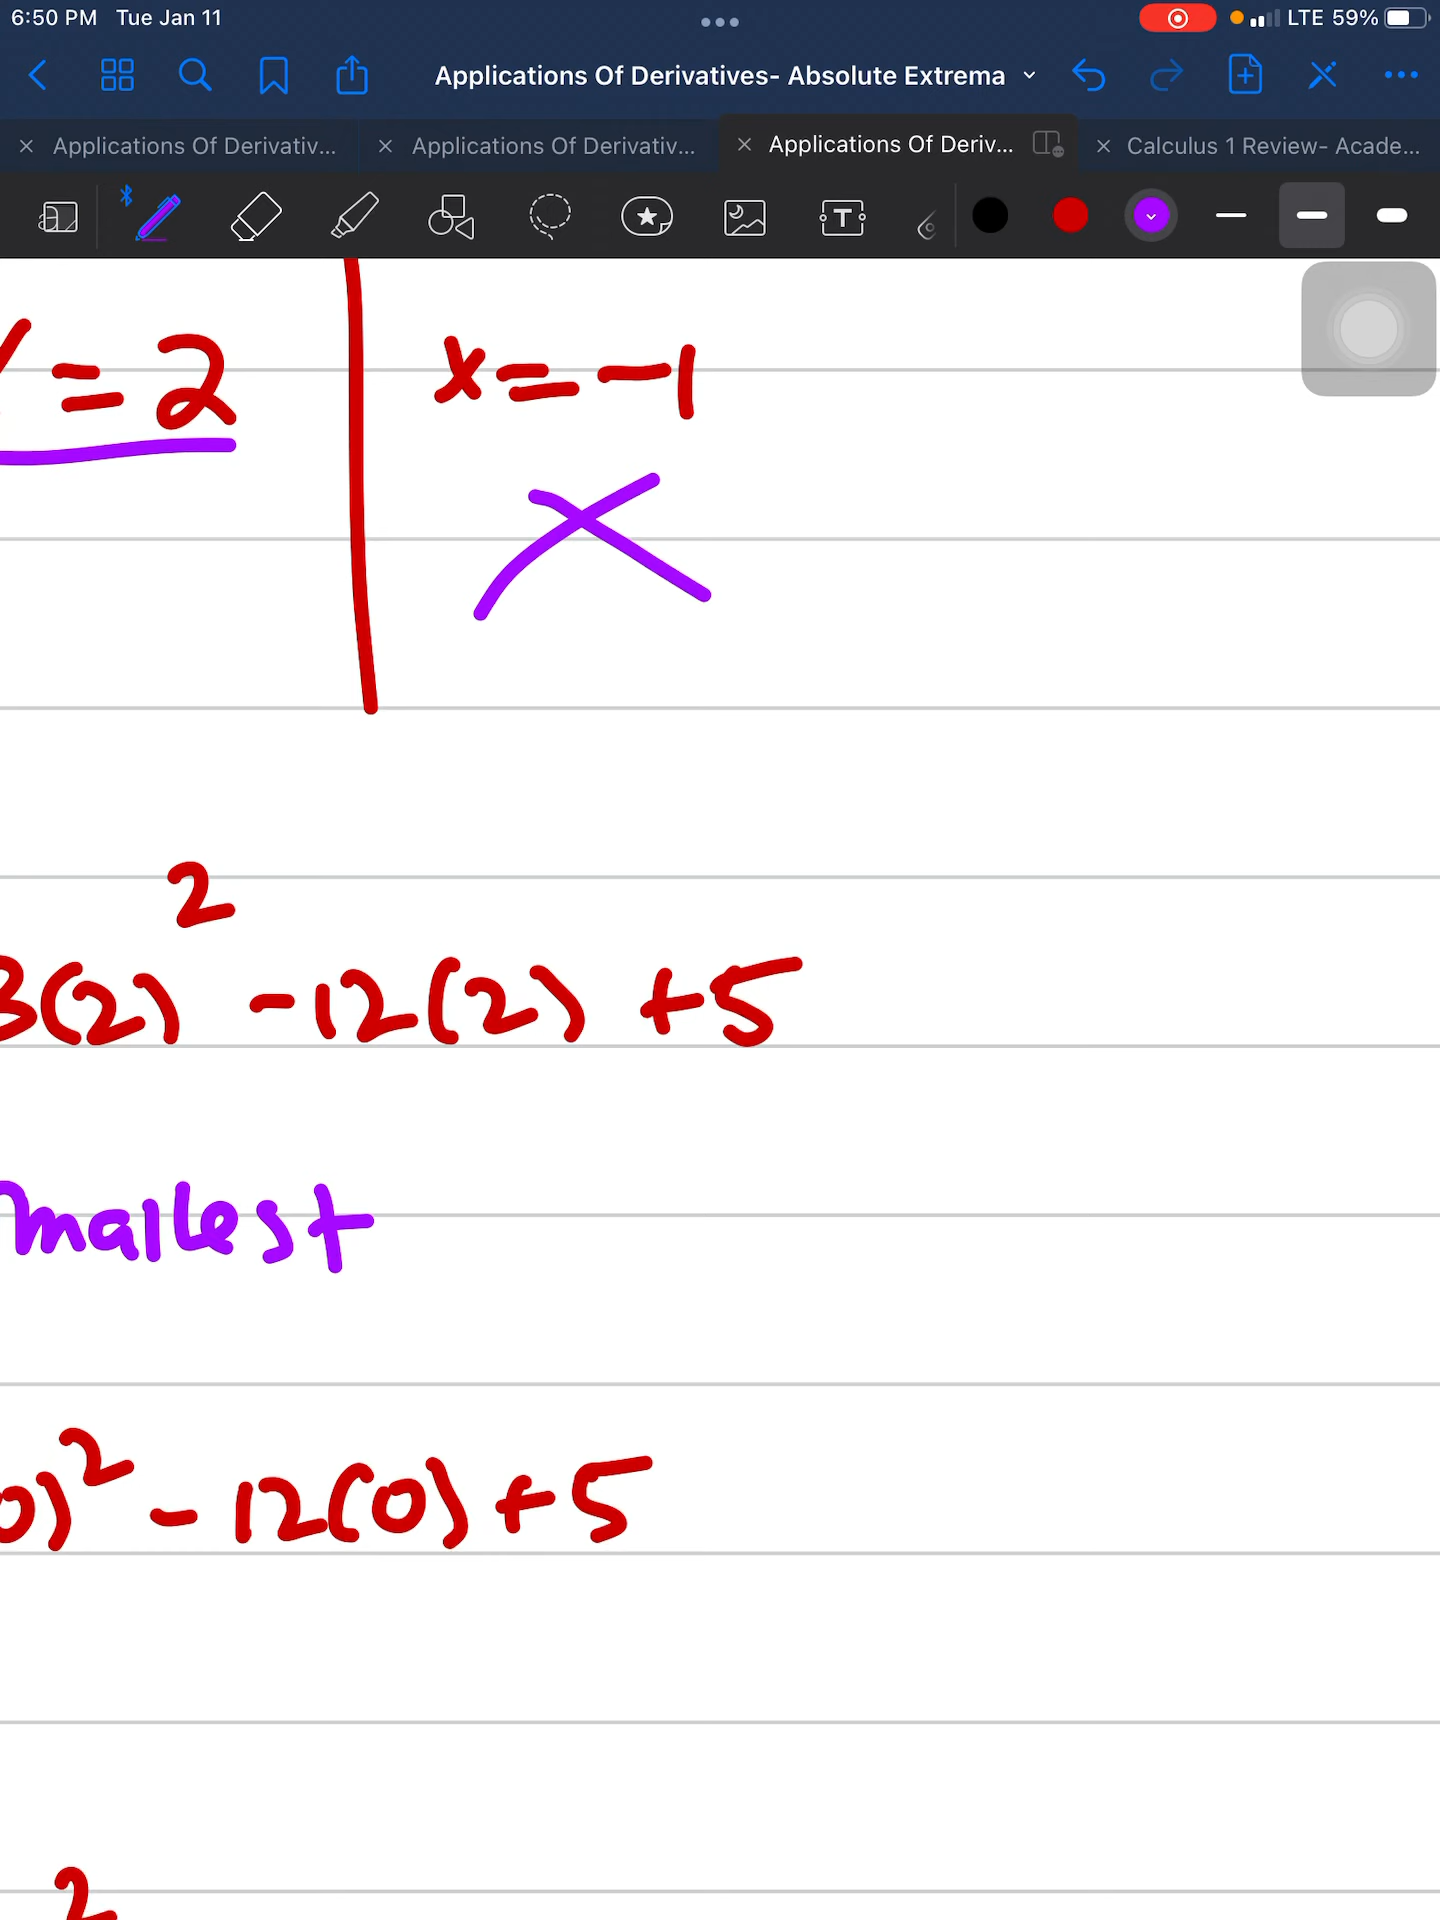 6:50 PM Tue Jan 11 LTE 59%
Applications Of Derivatives- Absolute Extrema
Applications Of Derivativ... Applications Of Derivativ... Applications Of Deriv... Calculus 1 Review- Acade...
= 2 x = -1
3(2)² -12(2) +5
mallest
0)² - 12(0) +5
2